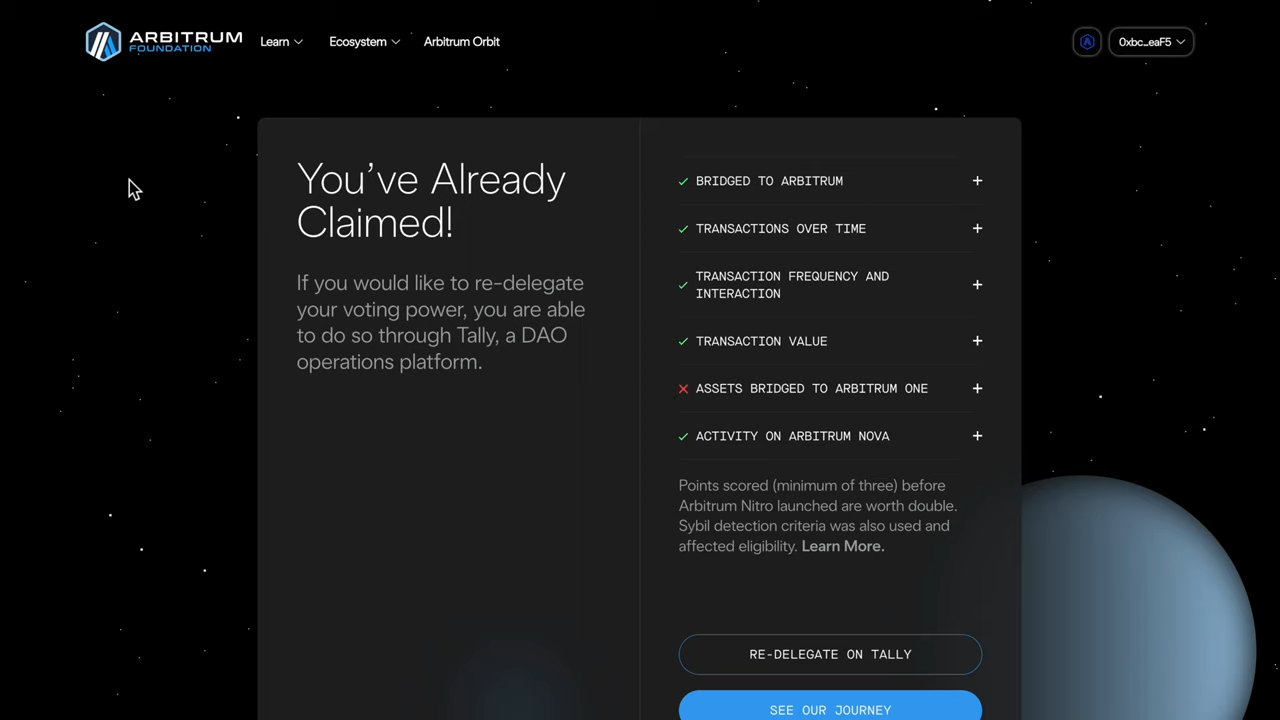 ARBITRUM
FOUNDATION
Learn
Ecosystem
Arbitrum Orbit
0xbc...eaF5
You've Already
Claimed!
If you would like to re-delegate
your voting power, you are able
to do so through Tally, a DAO
operations platform.
BRIDGED TO ARBITRUM
TRANSACTIONS OVER TIME
TRANSACTION FREQUENCY AND
INTERACTION
TRANSACTION VALUE
ASSETS BRIDGED TO ARBITRUM ONE
ACTIVITY ON ARBITRUM NOVA
Points scored (minimum of three) before
Arbitrum Nitro launched are worth double.
Sybil detection criteria was also used and
affected eligibility. Learn More.
RE-DELEGATE ON TALLY
SEE OUR JOURNEY